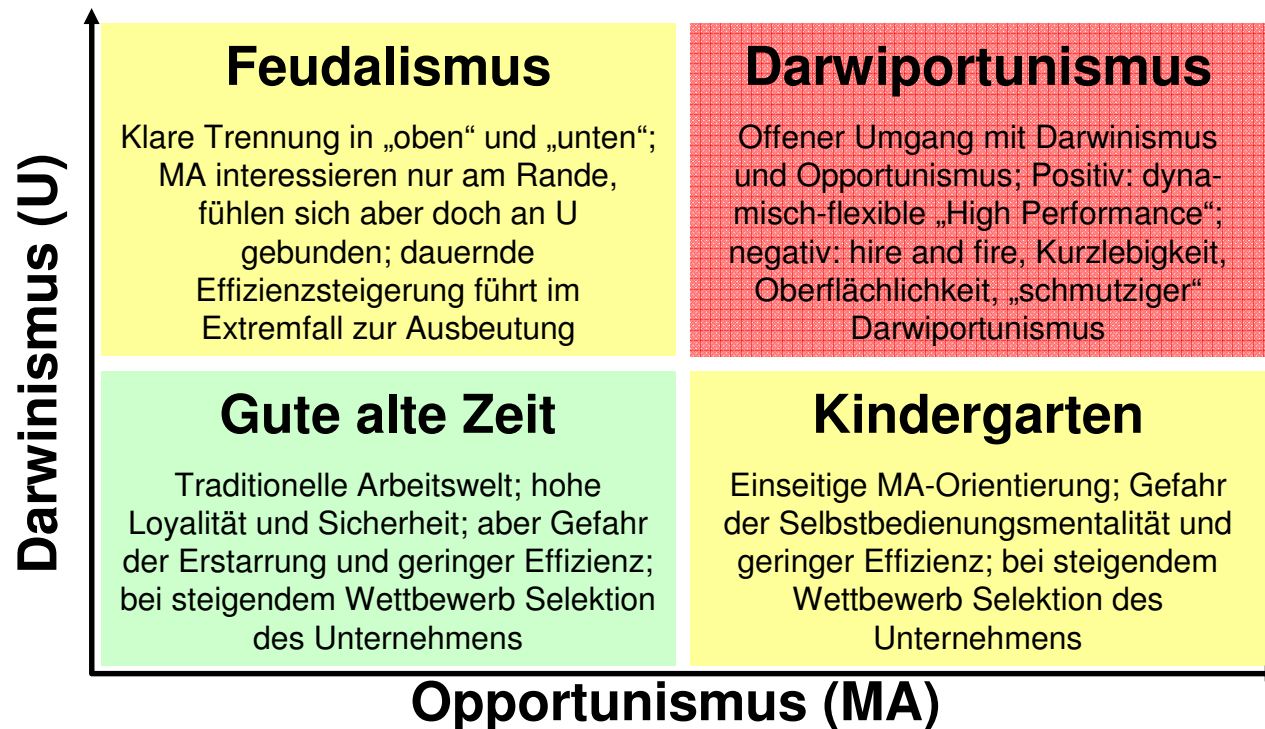 Darwinismus (U)
Feudalismus
Klare Trennung in „oben“ und „unten“;
MA interessieren nur am Rande,
fühlen sich aber doch an U
gebunden; dauernde
Effizienzsteigerung führt im
Extremfall zur Ausbeutung
Darwiportunismus
Offener Umgang mit Darwinismus
und Opportunismus; Positiv: dyna-
misch-flexible „High Performance“;
negativ: hire and fire, Kurzlebigkeit,
Oberflächlichkeit, „schmutziger“
Darwiportunismus
Gute alte Zeit
Traditionelle Arbeitswelt; hohe
Loyalität und Sicherheit; aber Gefahr
der Erstarrung und geringer Effizienz;
bei steigendem Wettbewerb Selektion
des Unternehmens
Kindergarten
Einseitige MA-Orientierung; Gefahr
der Selbstbedienungsmentalität und
geringer Effizienz; bei steigendem
Wettbewerb Selektion des
Unternehmens
Opportunismus (MA)